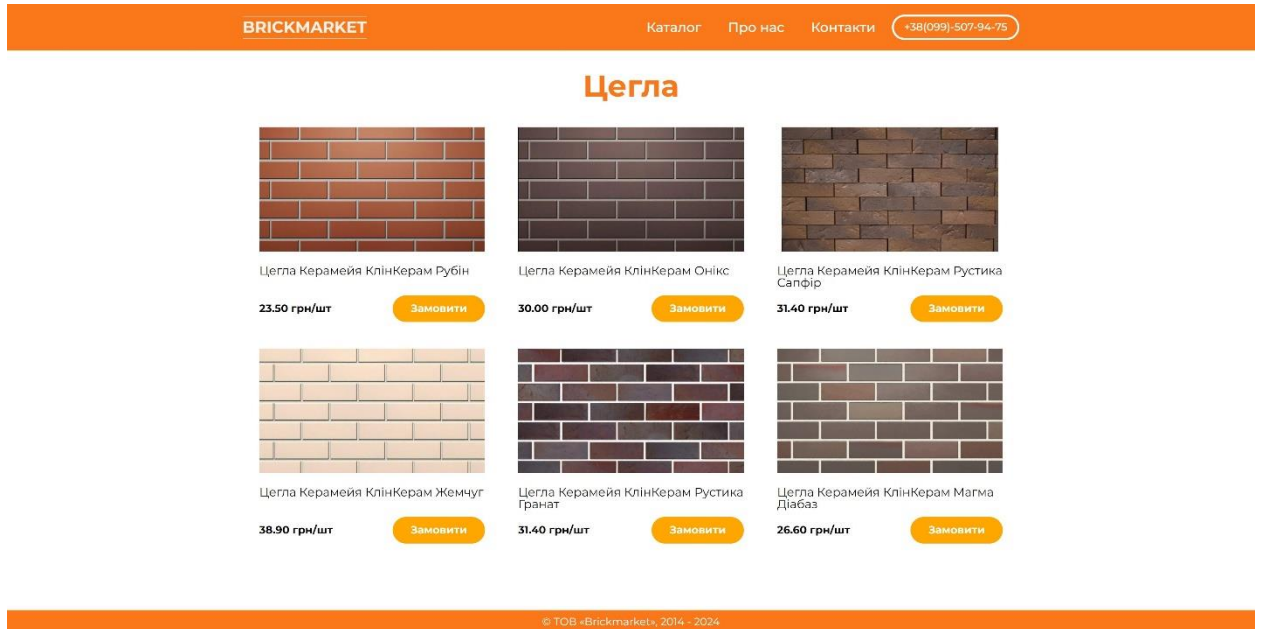 BRICKMARKET
Каталог
Про нас
Контакти
+38(099)-507-94-75
Цегла
Цегла Керамейя КлінКерам Рубін
23.50 грн/шт
Замовити
Цегла Керамейя КлінКерам Онікс
30.00 грн/шт
Замовити
Цегла Керамейя КлінКерам Рустика
Сапфір
31.40 грн/шт
Замовити
Цегла Керамейя КлінКерам Жемчуг
38.90 грн/шт
Замовити
Цегла Керамейя КлінКерам Рустика
Гранат
31.40 грн/шт
Замовити
Цегла Керамейя КлінКерам Магма
Діабаз
26.60 грн/шт
Замовити
© ТОВ «Brickmarket», 2014 - 2024